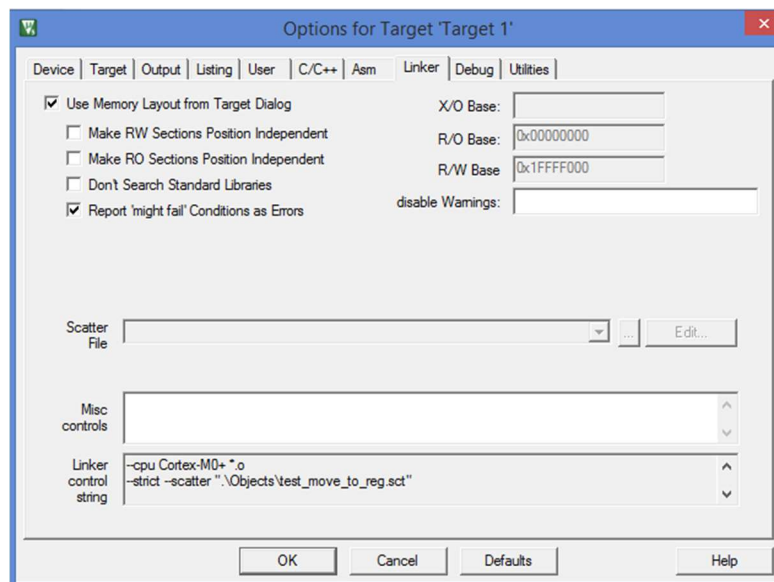 Options for Target 'Target 1'
Device Target Output Listing User C/C++ Asm Linker Debug Utilities
Use Memory Layout from Target Dialog
Make RW Sections Position Independent
Make RO Sections Position Independent
Don't Search Standard Libraries
Report 'might fail' Conditions as Errors
X/O Base:
R/O Base: 0x00000000
R/W Base 0x1FFFF000
disable Warnings:
Scatter
File
... Edit...
Misc
controls
Linker
control
string
--cpu Cortex-M0+ *.o
--strict --scatter ".\Objects\test_move_to_reg.sct"
OK Cancel Defaults Help